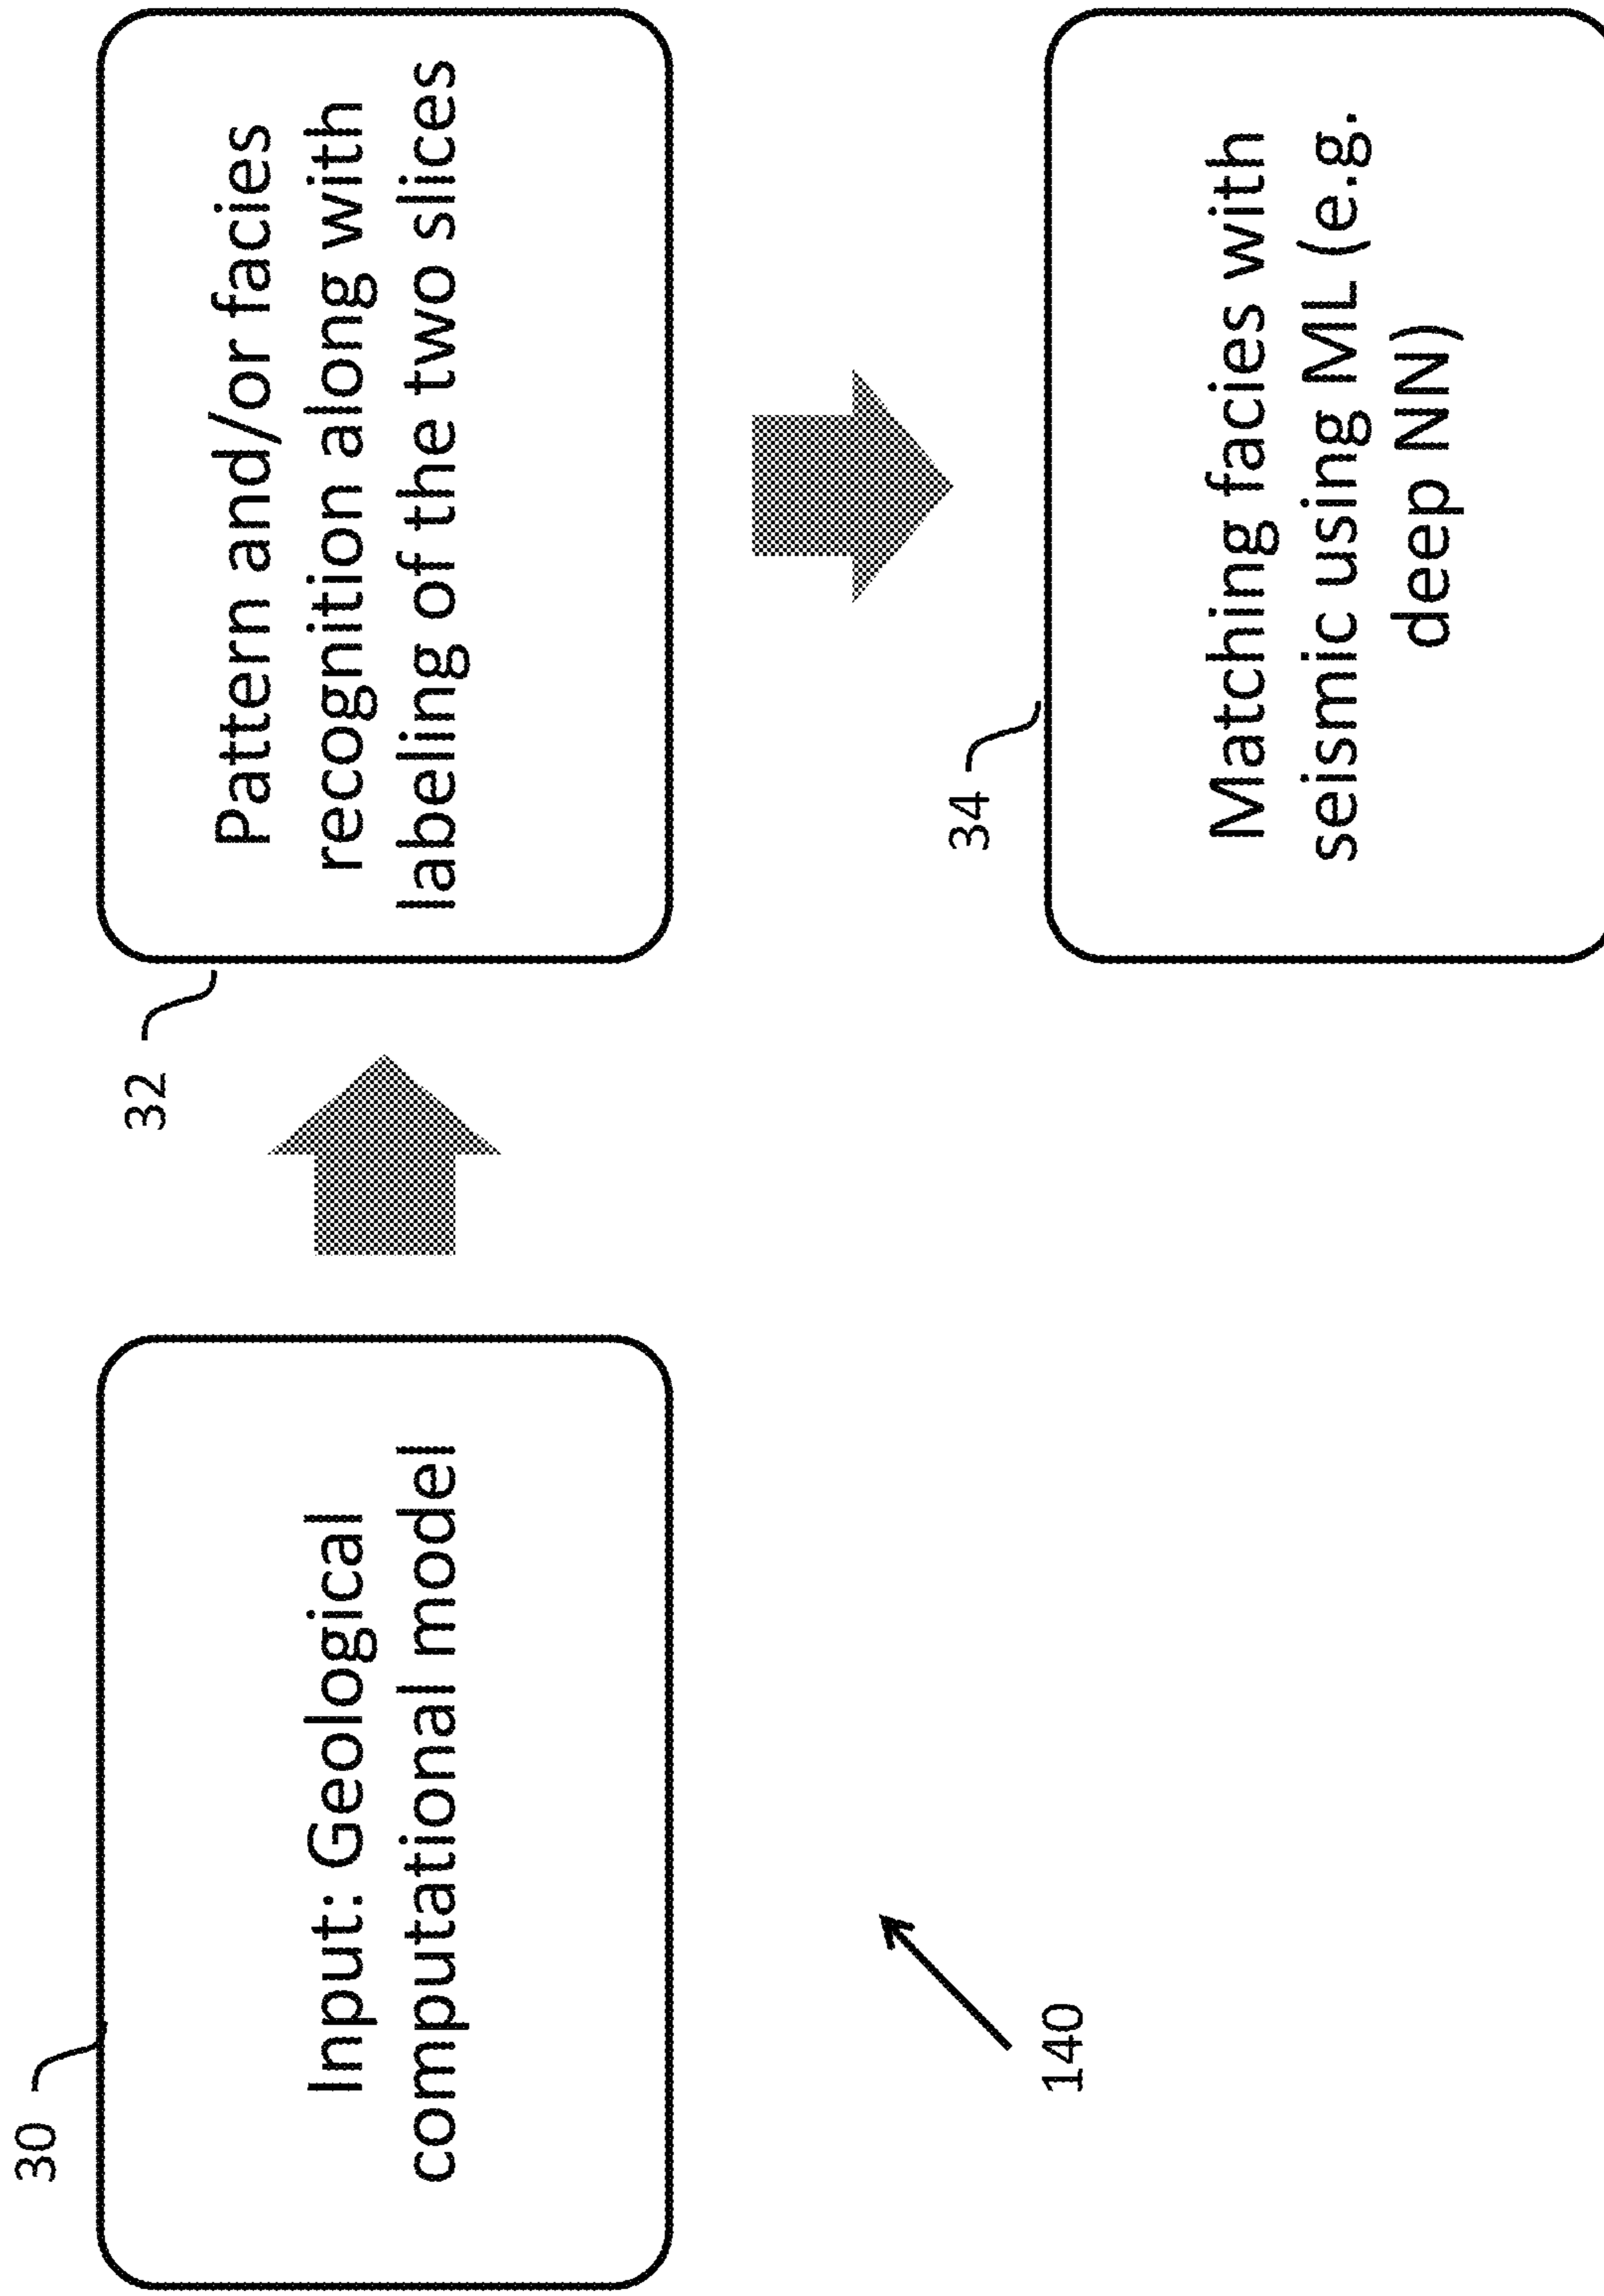 30
Input: Geological
computational model
32
Pattern and/or facies
recognition along with
labeling of the two slices
34
Matching facies with
seismic using ML (e.g.
deep NN)
140